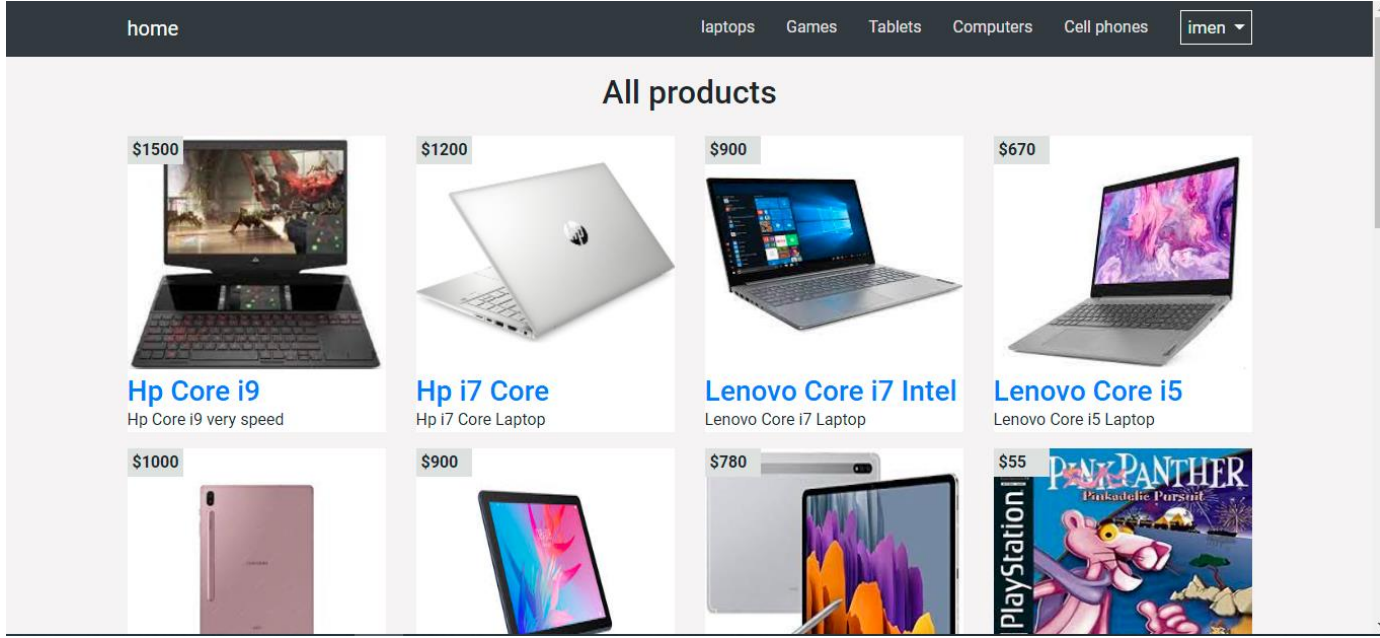 home laptops Games Tablets Computers Cell phones imen
All products
$1500 $1200 $900 $670
hp
Hp Core i9 Hp i7 Core Lenovo Core i7 Intel Lenovo Core i5
Hp Core i9 very speed Hp i7 Core Laptop Lenovo Core i7 Laptop Lenovo Core i5 Laptop
$1000 $900 $780 $55
PINK PANTHER
Pinkadelic Pursuit
PlayStation
SAMSUNG